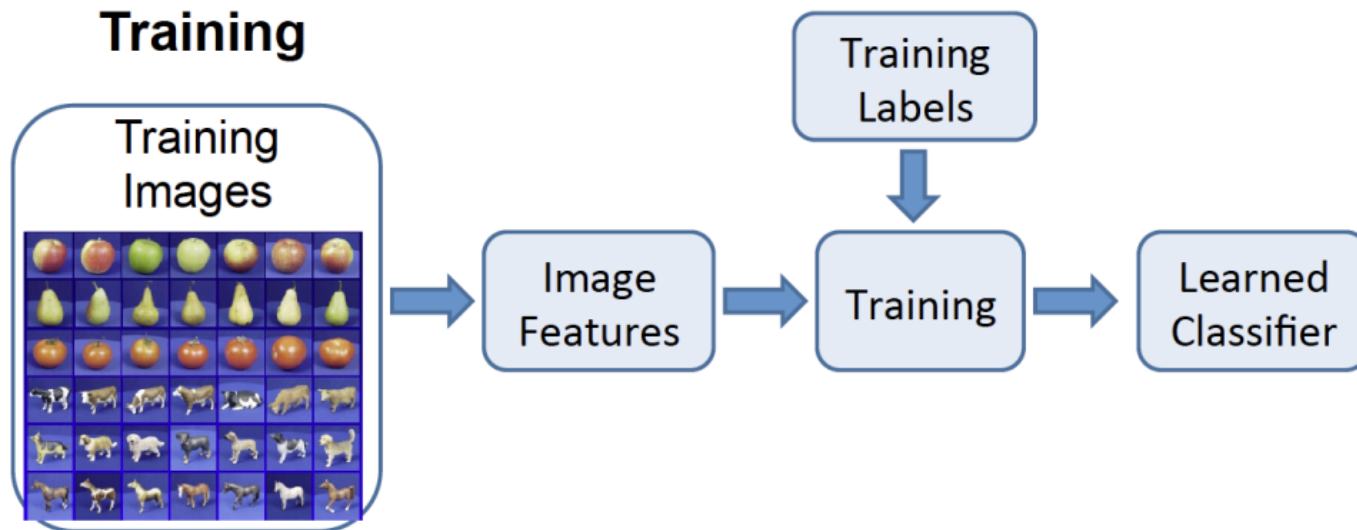 Training
Training
Images
Image
Features
Training
Labels
Training
Learned
Classifier